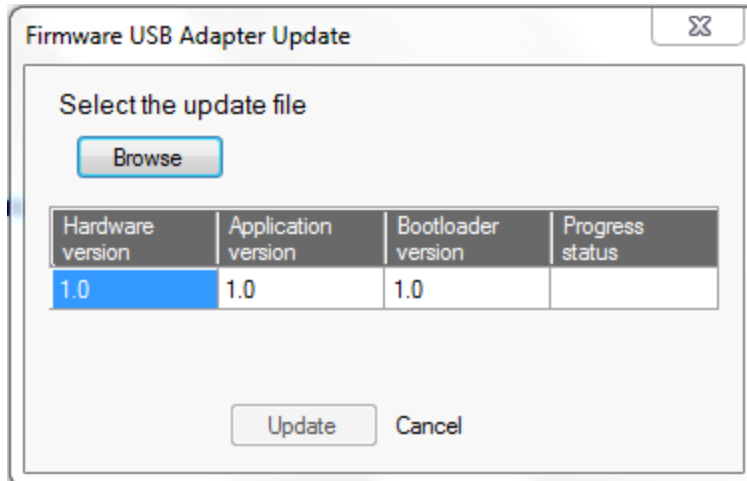 Firmware USB Adapter Update
Select the update file
Browse
Hardware version Application version Bootloader version Progress status
1.0 1.0 1.0
Update Cancel